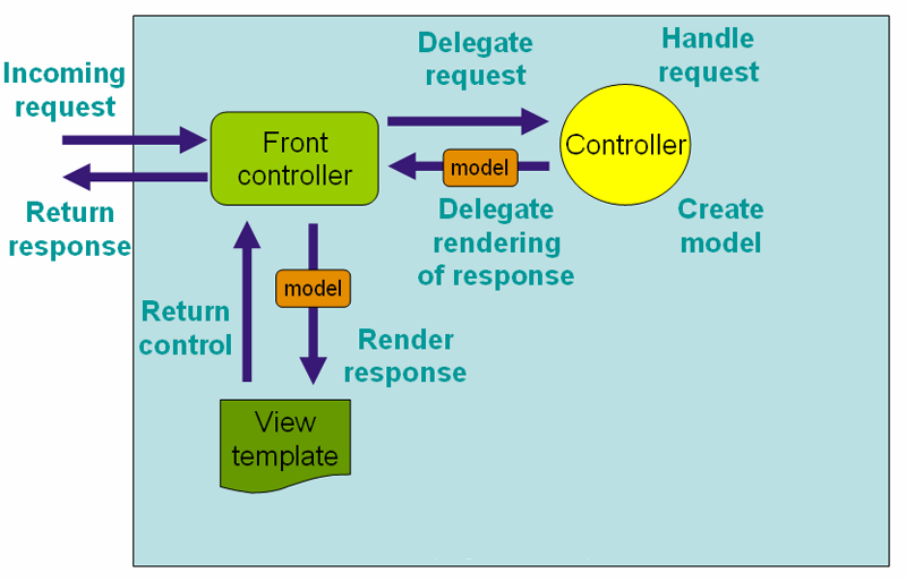 Incoming
request
Return
response
Front
controller
Delegate
request
model
Delegate
rendering
of response
Handle
request
Controller
Create
model
Return
control
model
Render
response
View
template